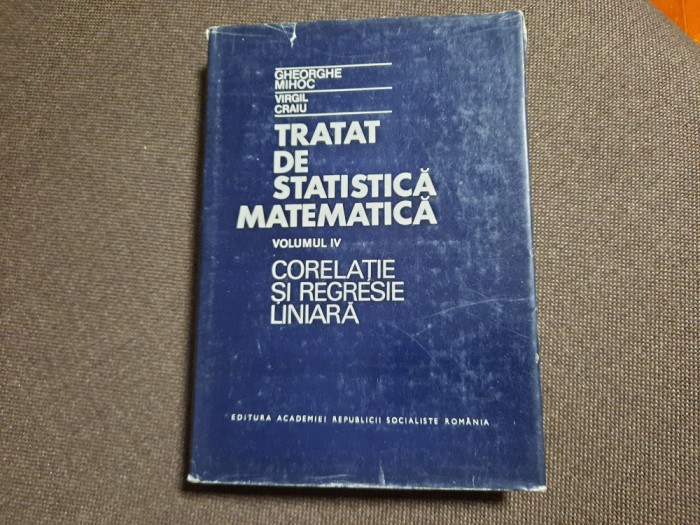 GHEORGHE
MIHOC
VIRGIL
CRAIU
TRATAT
DE
STATISTICĂ
MATEMATICĂ
VOLUMUL IV
CORELAȚIE
ȘI REGRESIE
LINIARĂ
EDITURA ACADEMIEI REPUBLICII SOCIALISTE ROMÂNIA